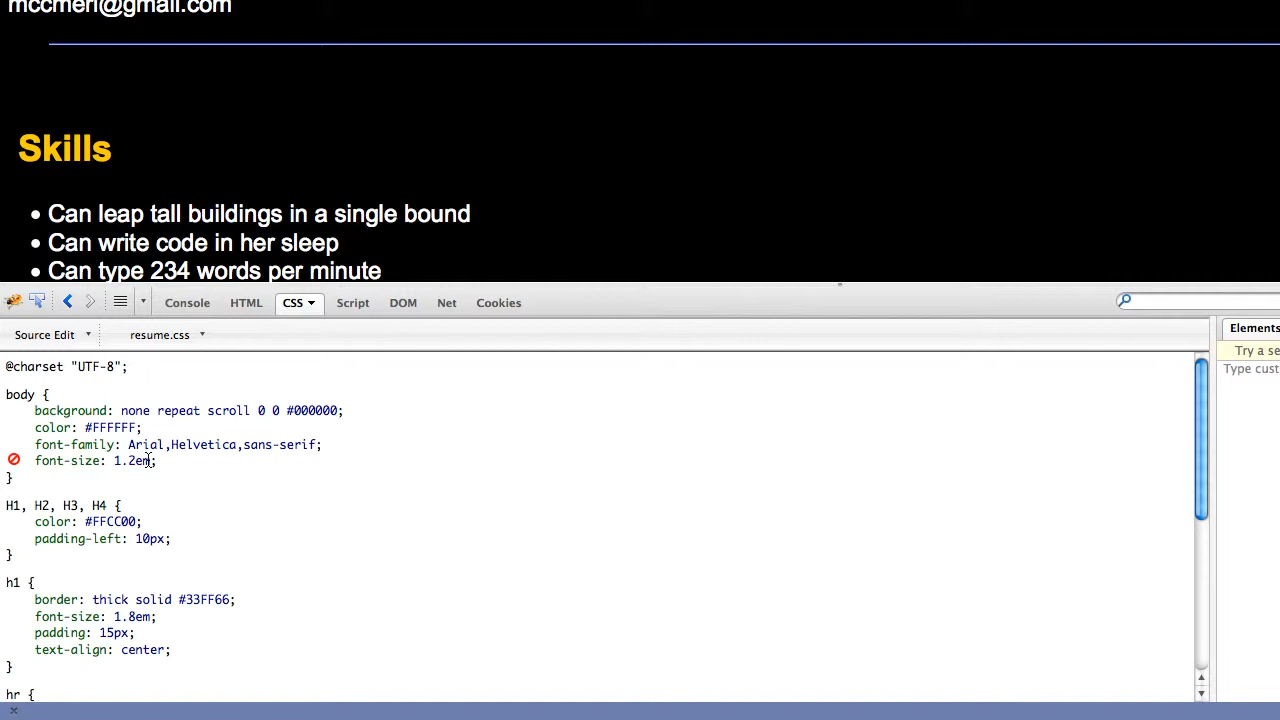 mccmeri@gmail.com
Skills
• Can leap tall buildings in a single bound
• Can write code in her sleep
• Can type 234 words per minute
Console HTML CSS Script DOM Net Cookies
Source Edit resume.css
Elements
Try a se
Type cust
@charset "UTF-8";
body {
background: none repeat scroll 0 0 #000000;
color: #FFFFFF;
font-family: Arial,Helvetica,sans-serif;
font-size: 1.2em;
}
H1, H2, H3, H4 {
color: #FFCC00;
padding-left: 10px;
}
h1 {
border: thick solid #33FF66;
font-size: 1.8em;
padding: 15px;
text-align: center;
}
hr {